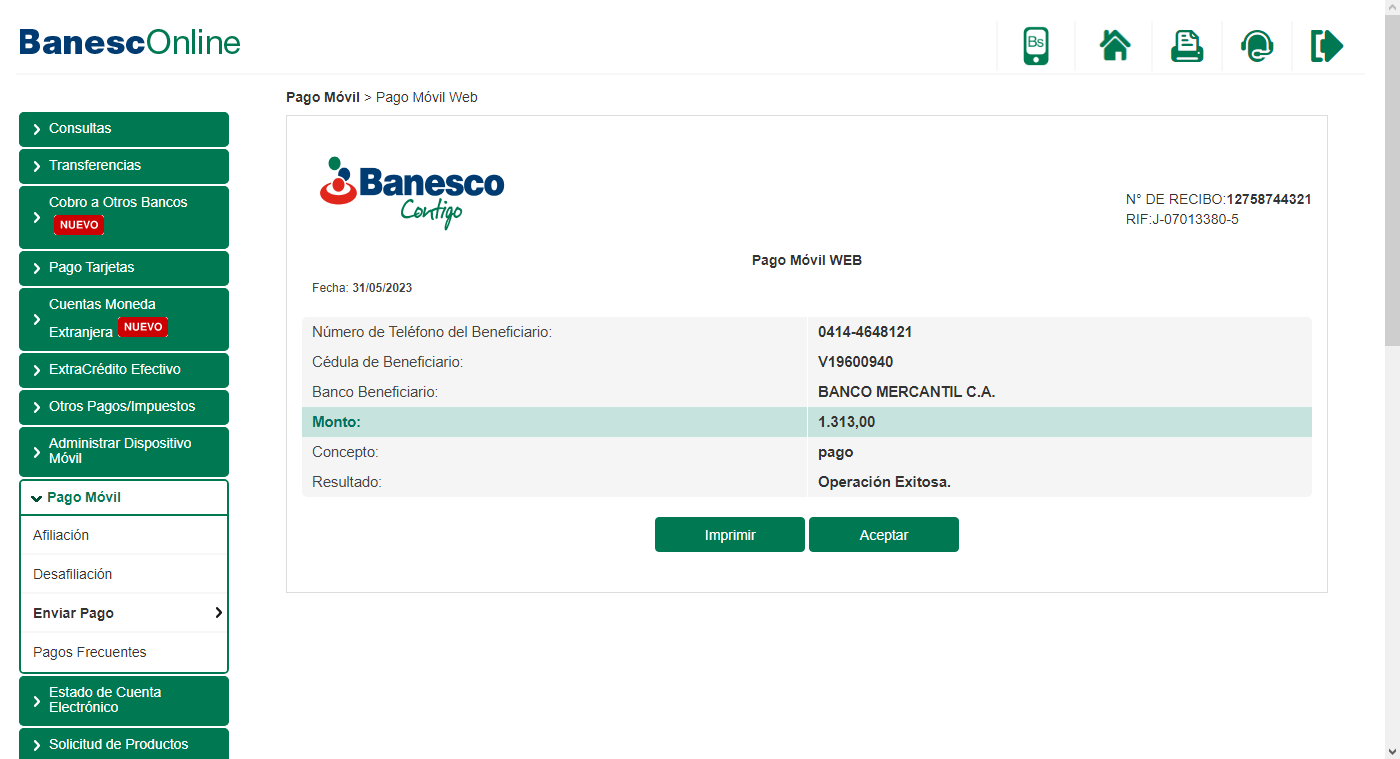 BanescOnline
Bs
Pago Móvil > Pago Móvil Web
Consultas
Transferencias
Cobro a Otros Bancos
NUEVO
Pago Tarjetas
Cuentas Moneda
Extranjera NUEVO
ExtraCrédito Efectivo
Otros Pagos/Impuestos
Administrar Dispositivo
Móvil
Pago Móvil
Afiliación
Desafiliación
Enviar Pago
Pagos Frecuentes
Estado de Cuenta
Electrónico
Solicitud de Productos
Banesco
Contigo
N° DE RECIBO:12758744321
RIF:J-07013380-5
Pago Móvil WEB
Fecha: 31/05/2023
Número de Teléfono del Beneficiario: 0414-4648121
Cédula de Beneficiario: V19600940
Banco Beneficiario: BANCO MERCANTIL C.A.
Monto: 1.313,00
Concepto: pago
Resultado: Operación Exitosa.
Imprimir Aceptar